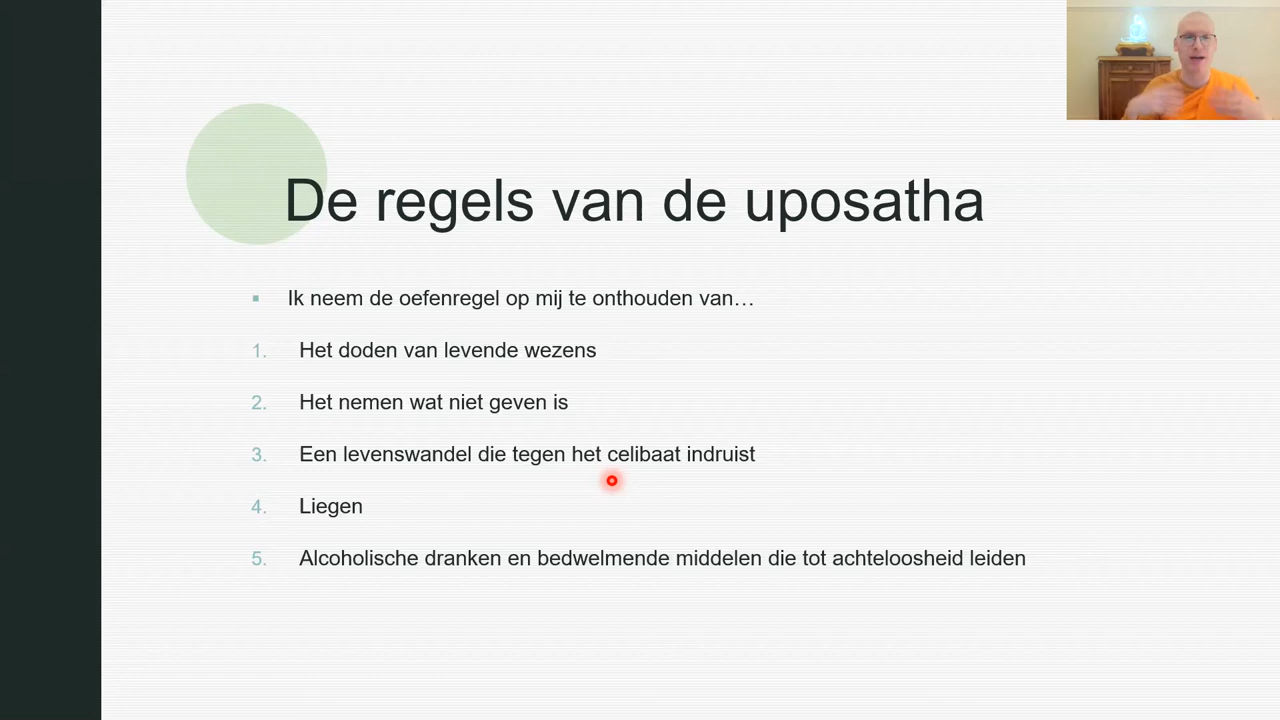 De regels van de uposatha
▪ Ik neem de oefenregel op mij te onthouden van…
1. Het doden van levende wezens
2. Het nemen wat niet geven is
3. Een levenswandel die tegen het celibaat indruist
4. Liegen
5. Alcoholische dranken en bedwelmende middelen die tot achteloosheid leiden